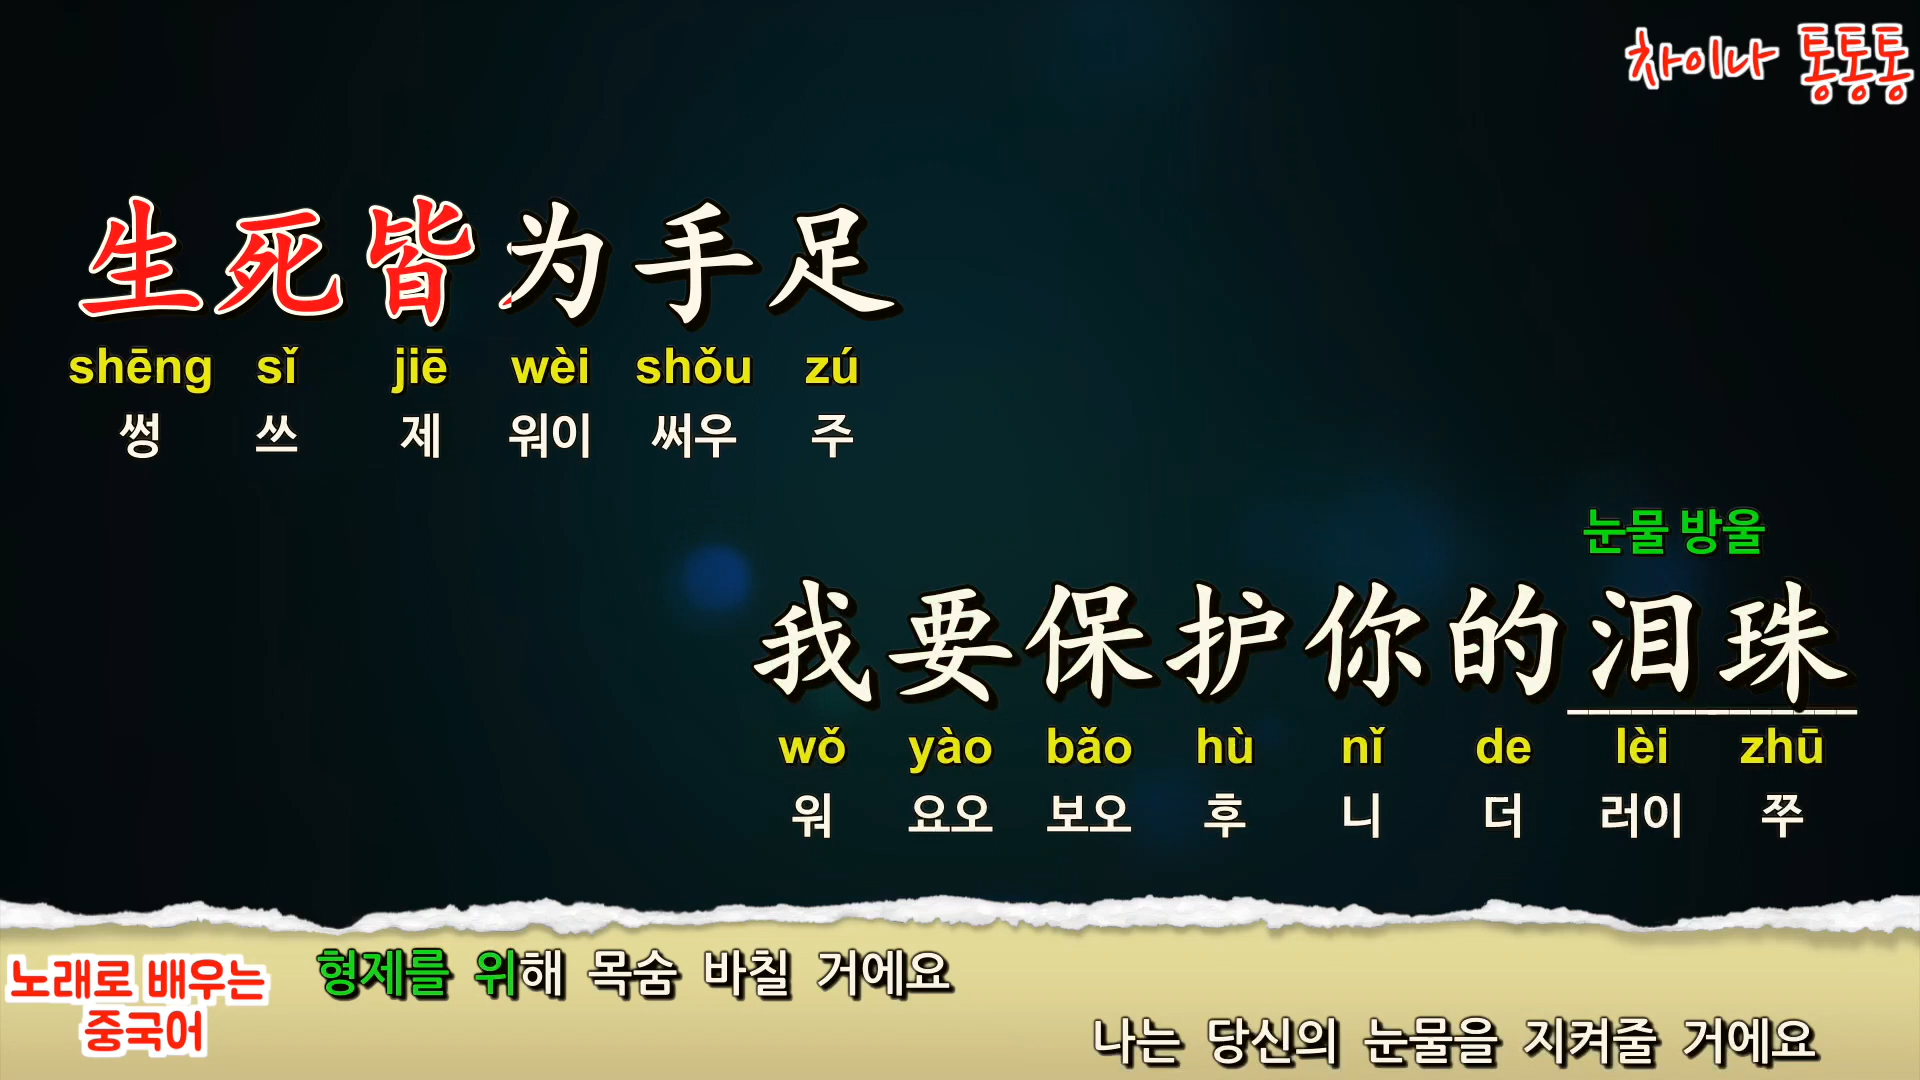 차이나 통통통
生死皆为手足
shēng sǐ jiē wèi shǒu zú
썽 쓰 제 워이 써우 주
눈물 방울
我要保护你的泪珠
wǒ yào bǎo hù nǐ de lèi zhū
워 요오 보오 후 니 더 러이 쭈
노래로 배우는
중국어
형제를 위해 목숨 바칠 거에요
나는 당신의 눈물을 지켜줄 거에요